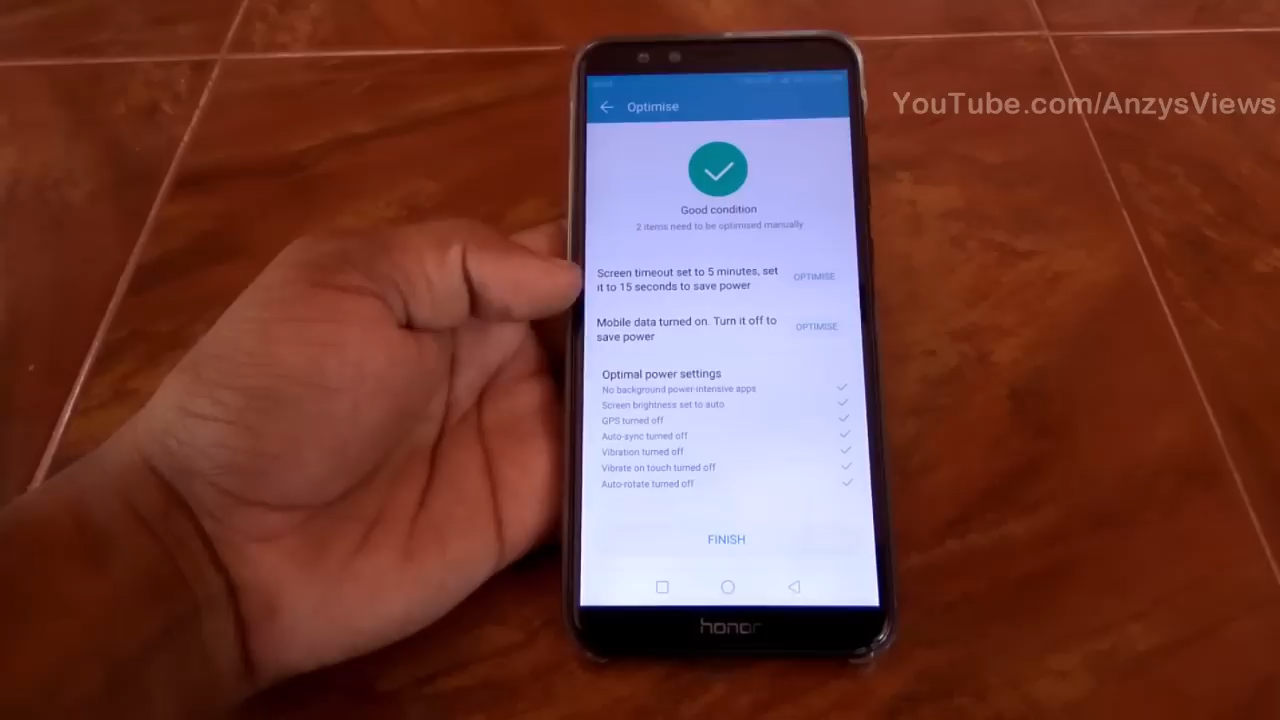 YouTube.com/AnzysViews
Optimise
Good condition
2 items need to be optimised manually
Screen timeout set to 5 minutes, set
it to 15 seconds to save power
OPTIMISE
Mobile data turned on. Turn it off to
save power
OPTIMISE
Optimal power settings
No background power-intensive apps
Screen brightness set to auto
GPS turned off
Auto-sync turned off
Vibration turned off
Vibrate on touch turned off
Auto-rotate turned off
FINISH
honor